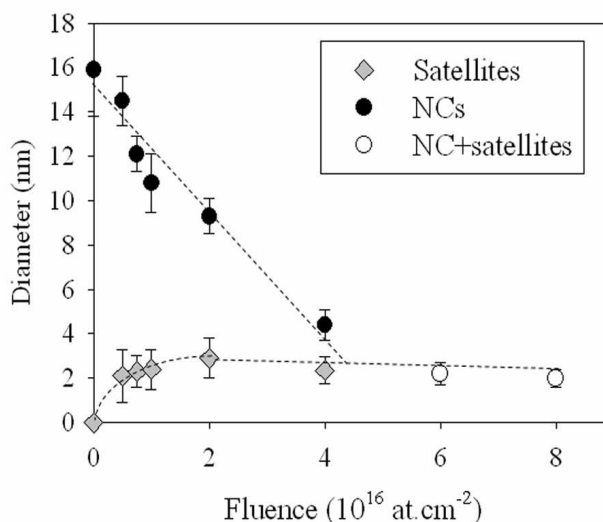 18
16
14
12
10
8
6
4
2
0
Diameter (nm)
Satellites
NCs
NC+satellites
0 2 4 6 8
Fluence (10¹⁶ at.cm⁻²)